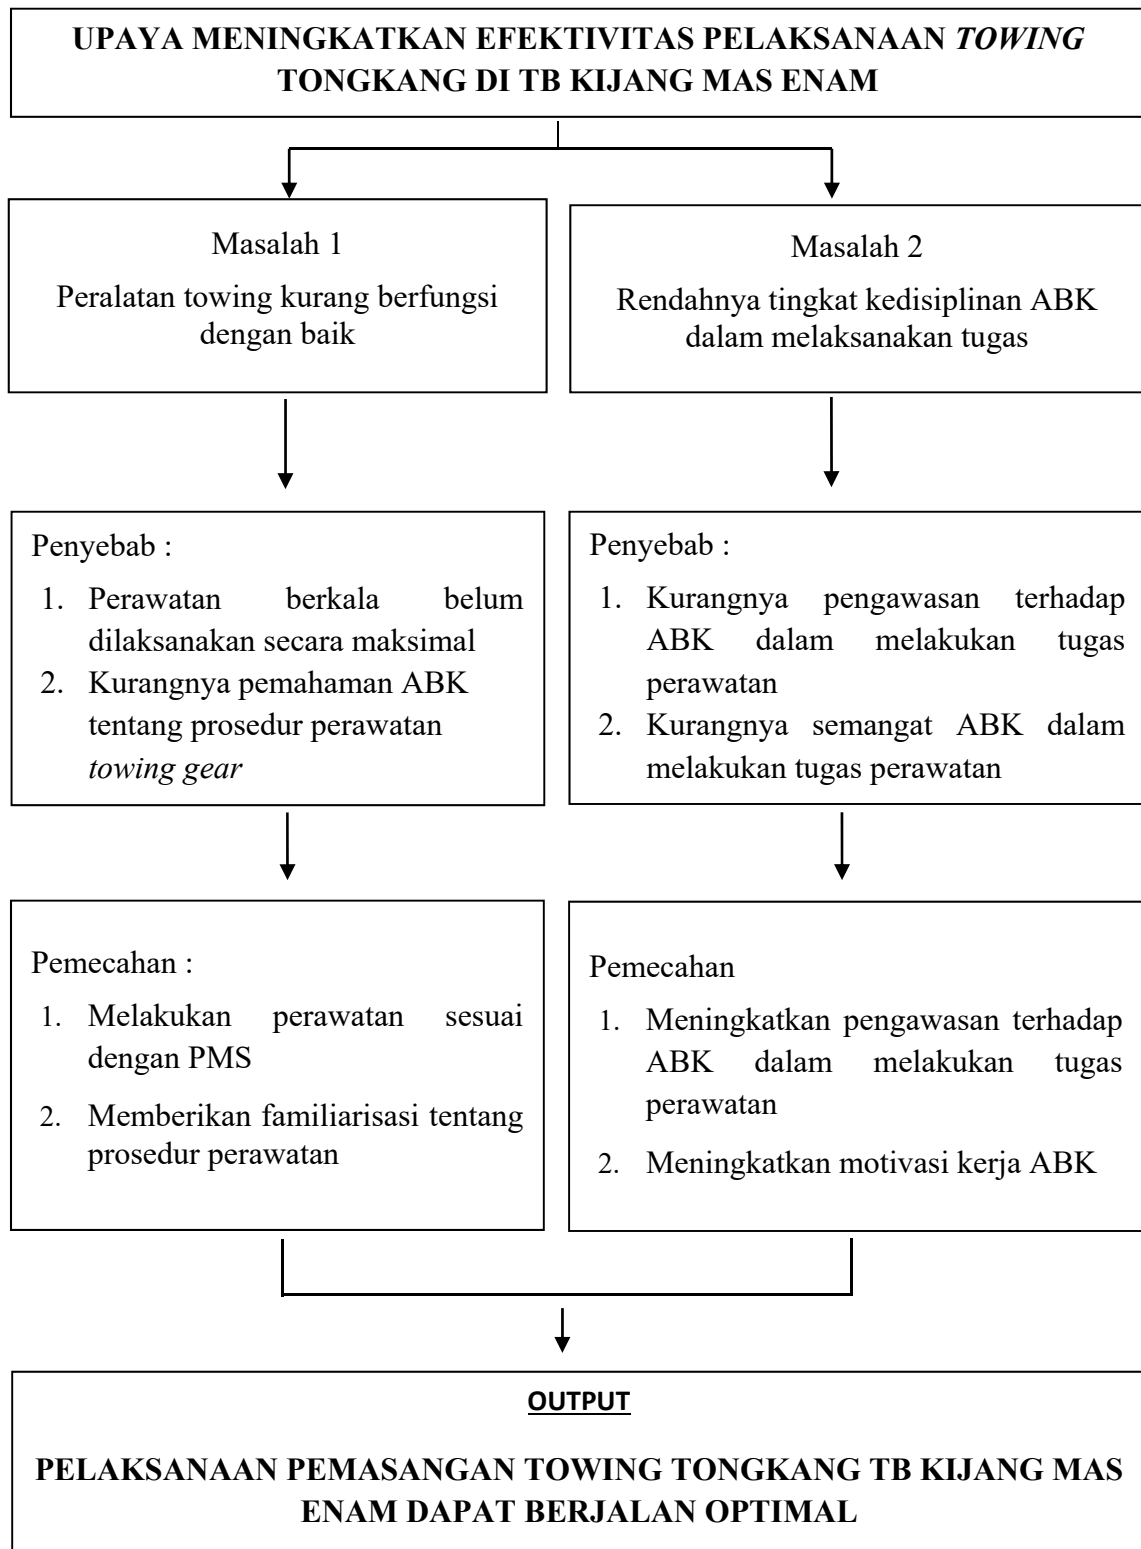 UPAYA MENINGKATKAN EFEKTIVITAS PELAKSANAAN TOWING
TONGKANG DI TB KIJANG MAS ENAM
Masalah 1
Peralatan towing kurang berfungsi
dengan baik
Masalah 2
Rendahnya tingkat kedisiplinan ABK
dalam melaksanakan tugas
Penyebab :
1. Perawatan berkala belum
dilaksanakan secara maksimal
2. Kurangnya pemahaman ABK
tentang prosedur perawatan
towing gear
Penyebab :
1. Kurangnya pengawasan terhadap
ABK dalam melakukan tugas
perawatan
2. Kurangnya semangat ABK dalam
melakukan tugas perawatan
Pemecahan :
1. Melakukan perawatan sesuai
dengan PMS
2. Memberikan familiarisasi tentang
prosedur perawatan
Pemecahan
1. Meningkatkan pengawasan terhadap
ABK dalam melakukan tugas
perawatan
2. Meningkatkan motivasi kerja ABK
OUTPUT
PELAKSANAAN PEMASANGAN TOWING TONGKANG TB KIJANG MAS
ENAM DAPAT BERJALAN OPTIMAL